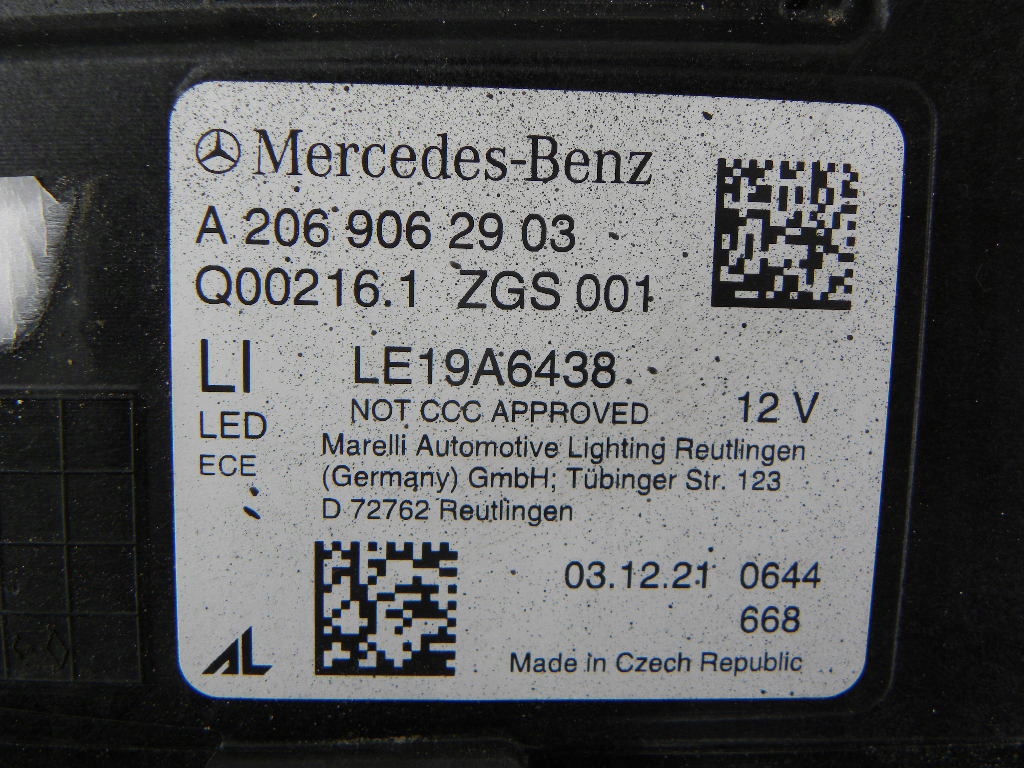 Mercedes-Benz
A 206 906 29 03
Q00216.1 ZGS 001
LI LE19A6438
NOT CCC APPROVED 12 V
LED
Marelli Automotive Lighting Reutlingen
ECE
(Germany) GmbH; Tübinger Str. 123
D 72762 Reutlingen
03.12.21 0644
668
AL
Made in Czech Republic